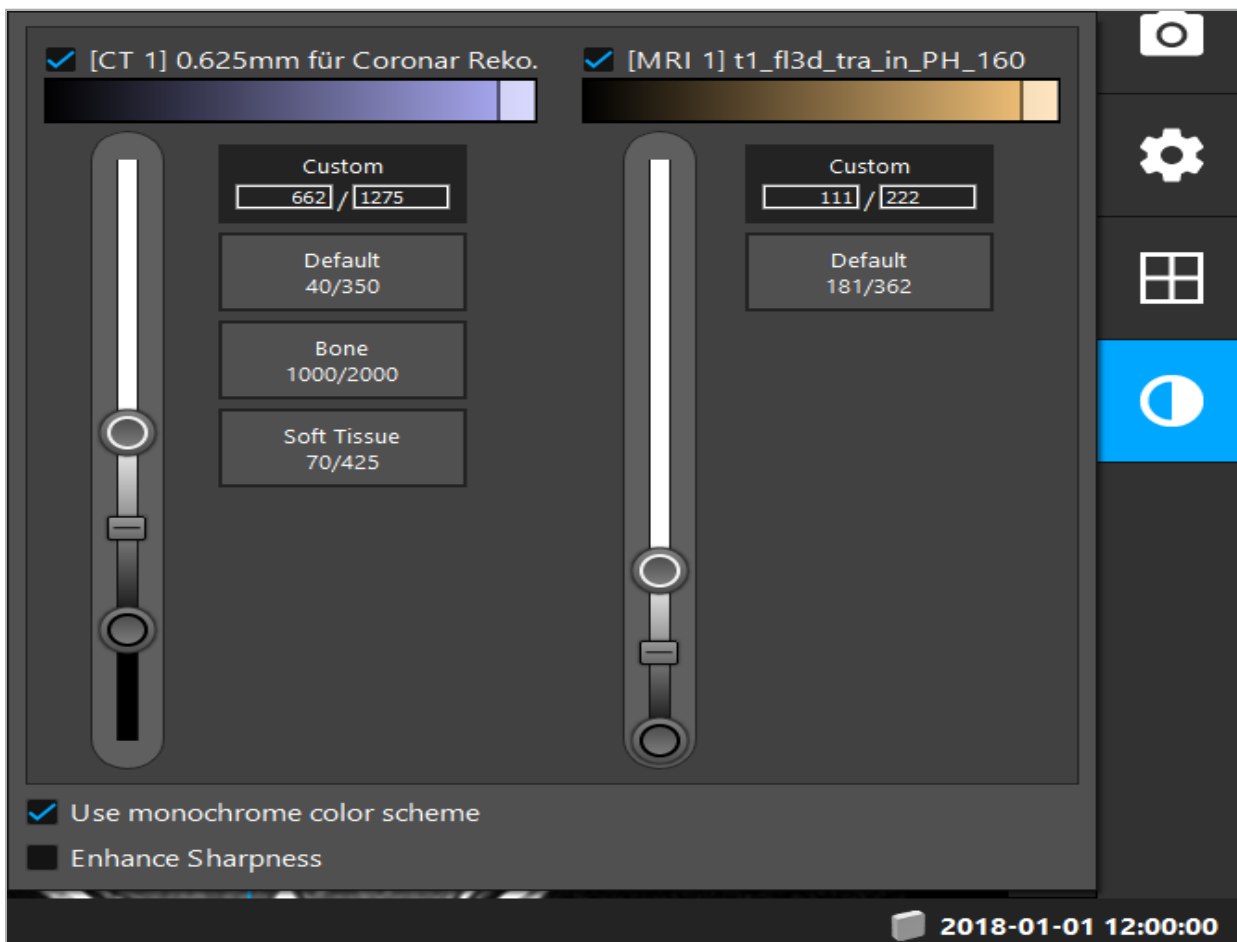 [CT 1] 0.625mm für Coronar Reko.
Custom
662 / 1275
Default
40/350
Bone
1000/2000
Soft Tissue
70/425
[MRI 1] t1_fl3d_tra_in_PH_160
Custom
111 / 222
Default
181/362
Use monochrome color scheme
Enhance Sharpness
2018-01-01 12:00:00